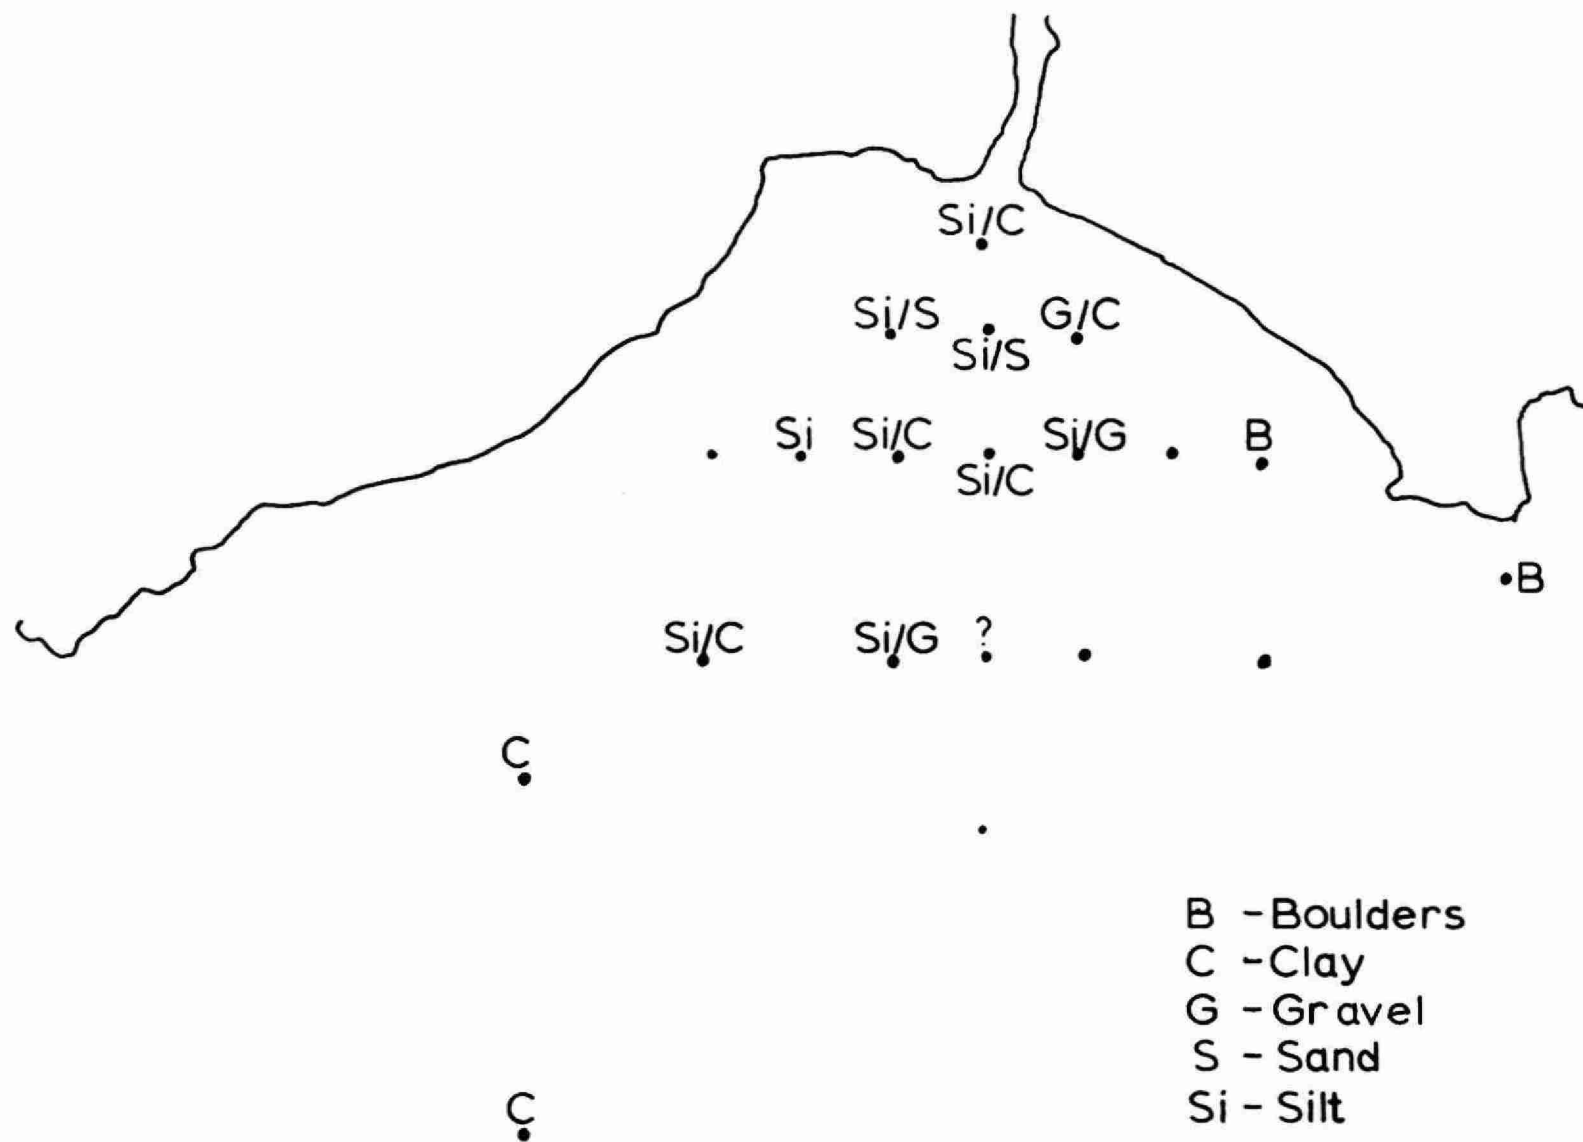 Si/C
Si/S
Si/S
G/C
Si
Si/C
Si/C
Si/G
B
B
Si/C
Si/G
?
C
C
B - Boulders
C - Clay
G - Gravel
S - Sand
Si - Silt